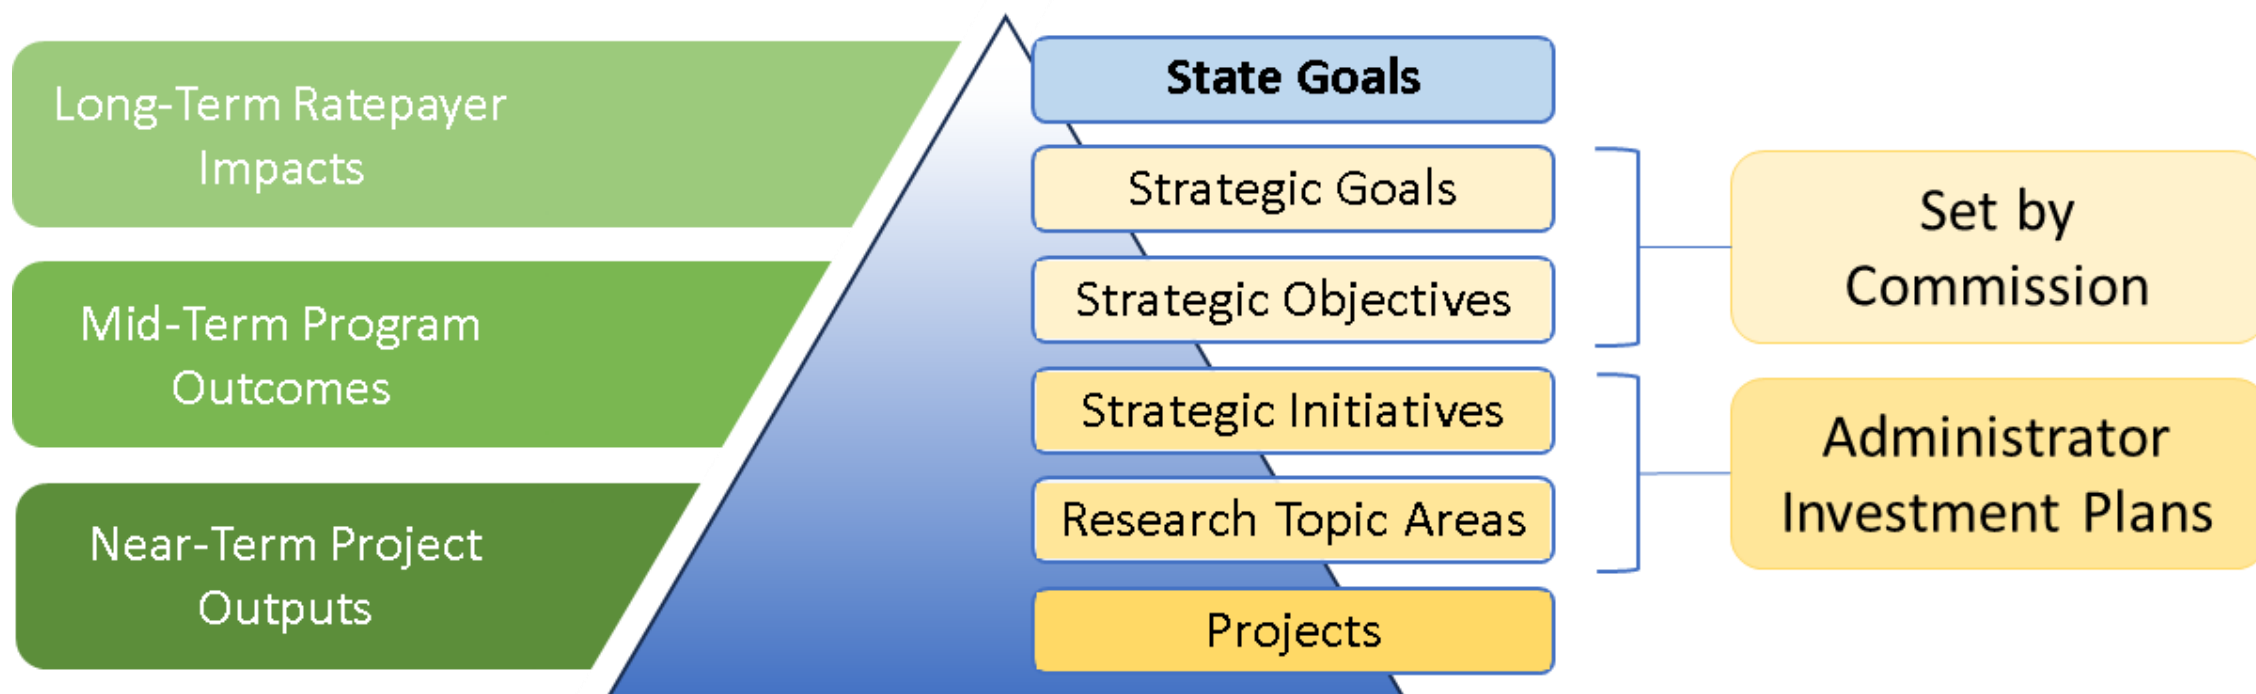 Long-Term Ratepayer
Impacts
Mid-Term Program
Outcomes
Near-Term Project
Outputs
State Goals
Strategic Goals
Strategic Objectives
Strategic Initiatives
Research Topic Areas
Projects
Set by
Commission
Administrator
Investment Plans